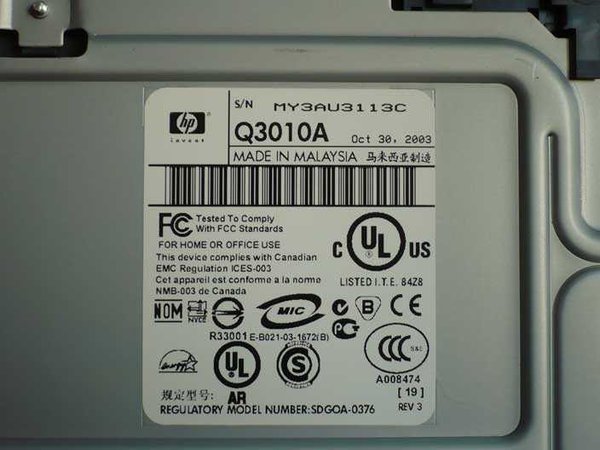 hp
invent
S/N MY3AU3113C
Q3010A Oct 30, 2003
MADE IN MALAYSIA 马来西亚制造
FC Tested To Comply
With FCC Standards
FOR HOME OR OFFICE USE
This device complies with Canadian
EMC Regulation ICES-003
Cet appareil est conforme a la norme
NMB-003 de Canada
C UL US
®
LISTED I.T.E. 84Z8
NOM NYCE MIC B CE
R33001 E-B021-03-1672(B)
UL S CCC S&E
AR
A008474
[ 19 ]
规定型号:
REGULATORY MODEL NUMBER:SDGOA-0376 REV 3